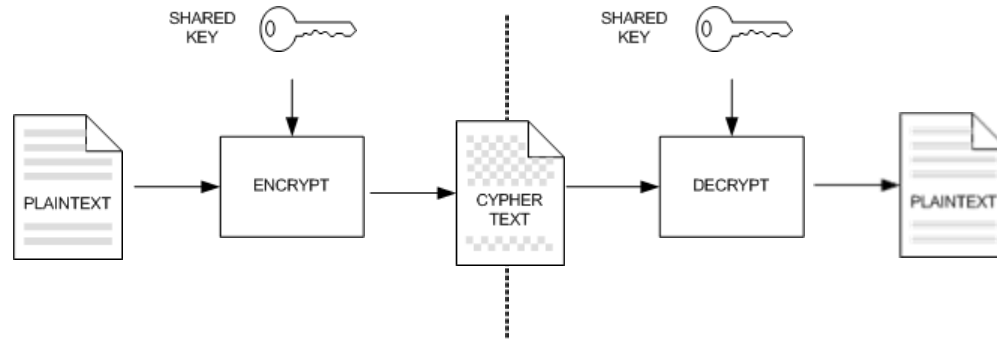 SHARED
KEY
SHARED
KEY
PLAINTEXT
ENCRYPT
CYPHER
TEXT
DECRYPT
PLAINTEXT